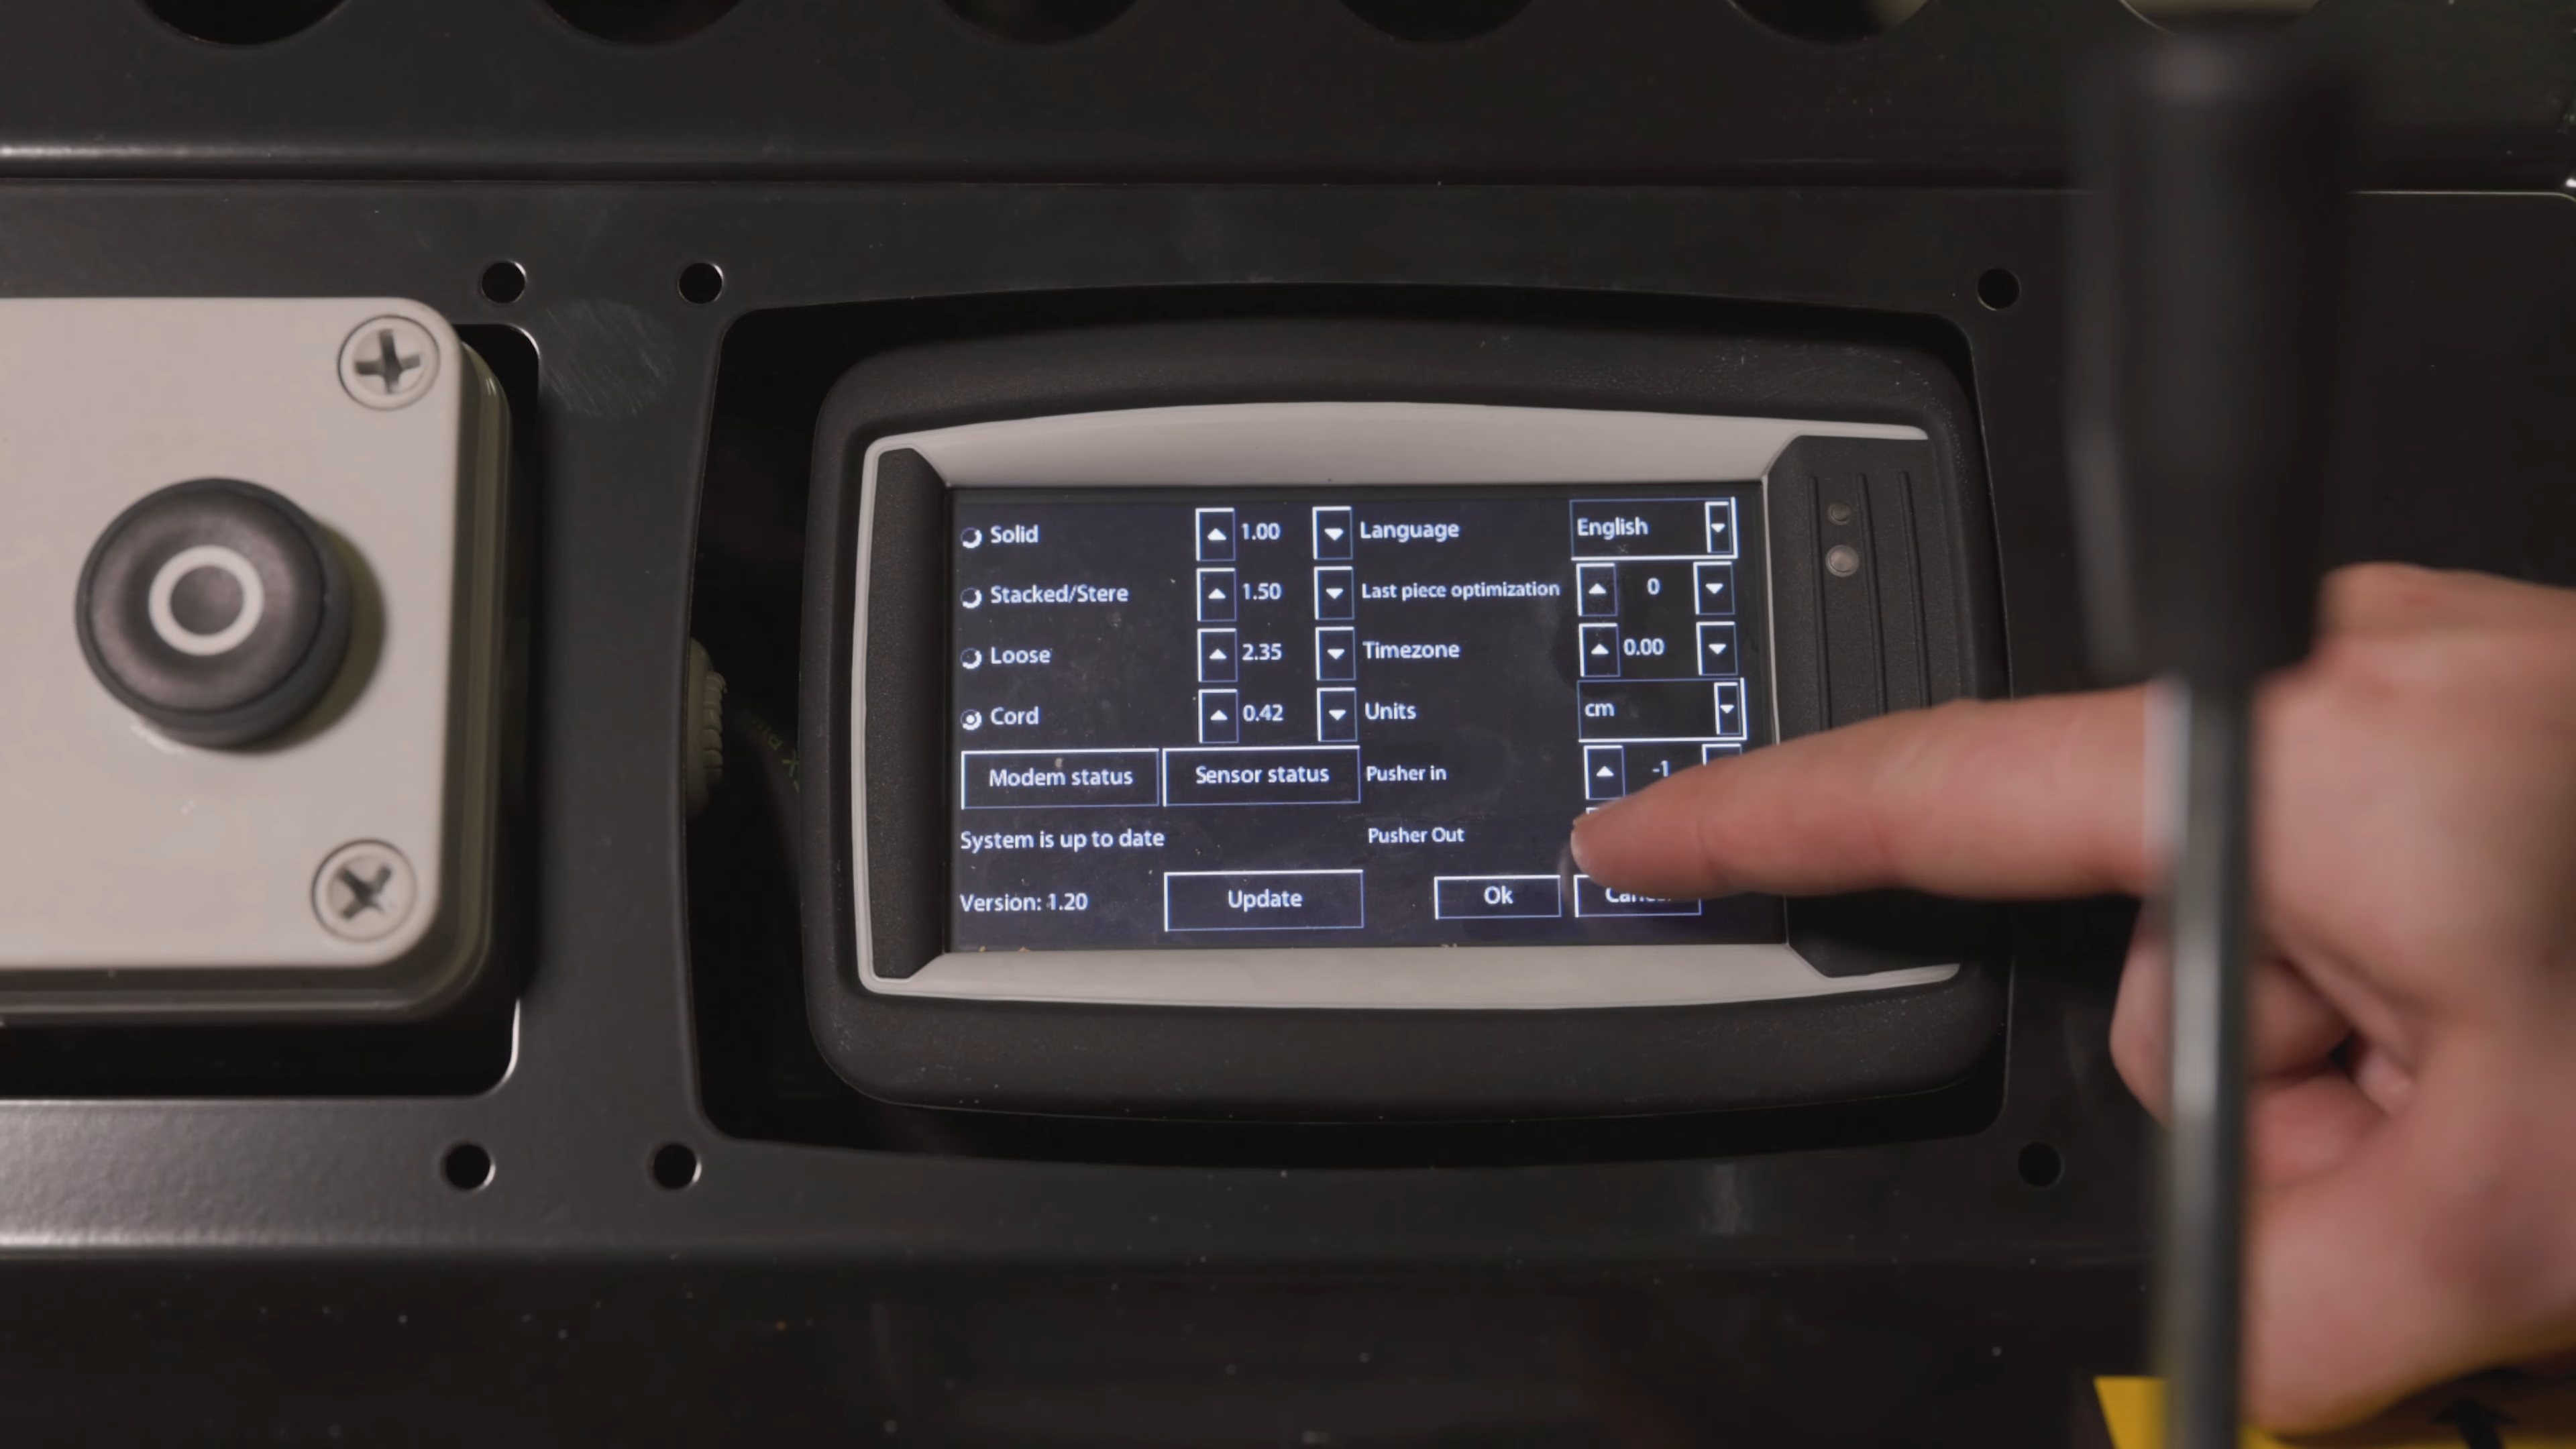 Solid 1.00 Language English
Stacked/Stere 1.50 Last piece optimization 0
Loose 2.35 Timezone 0.00
Cord 0.42 Units cm
Modem status Sensor status Pusher in -1
System is up to date Pusher Out
Version: 1.20 Update Ok